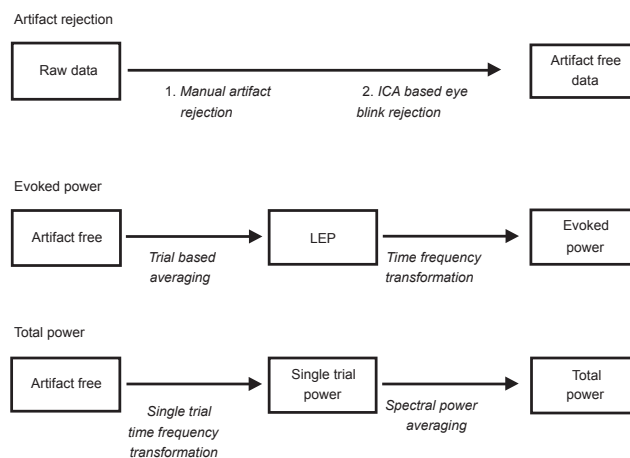 Artifact rejection
Raw data
1. Manual artifact
rejection
2. ICA based eye
blink rejection
Artifact free
data
Evoked power
Artifact free
Trial based
averaging
LEP
Time frequency
transformation
Evoked
power
Total power
Artifact free
Single trial
time frequency
transformation
Single trial
power
Spectral power
averaging
Total
power